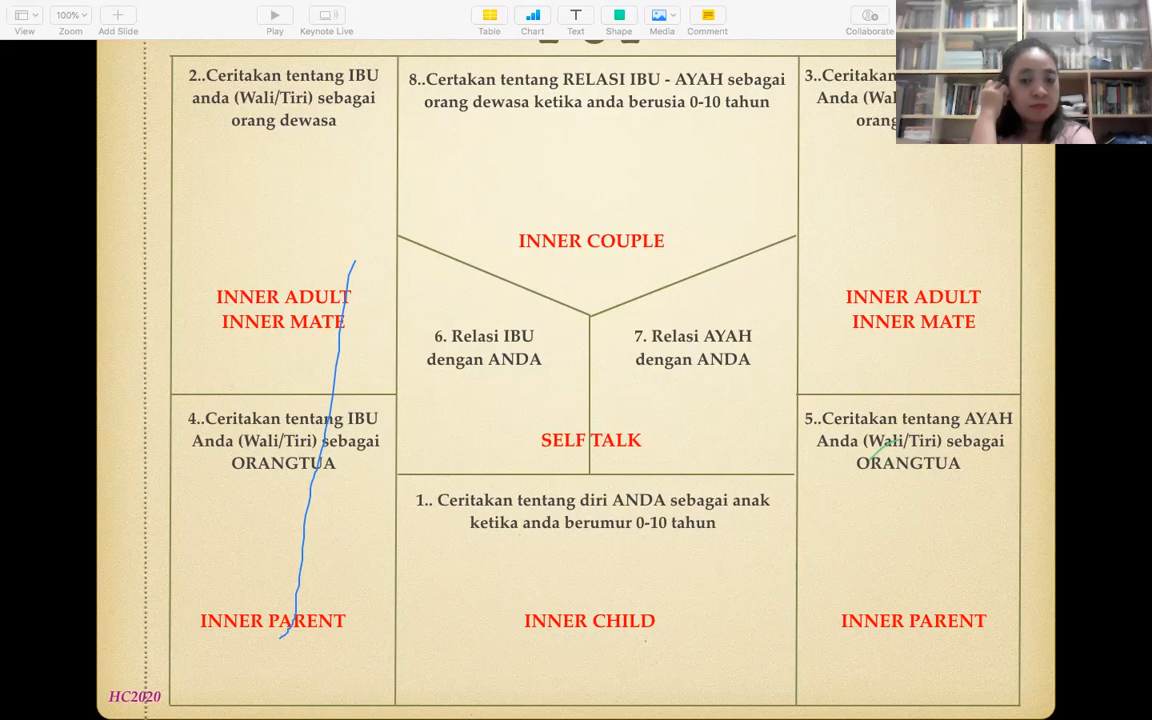 View
100%
Zoom
Add Slide
Play
Keynote Live
Table
Chart
Text
Shape
Media
Comment
Collaborate
2..Ceritakan tentang IBU
anda (Wali/Tiri) sebagai
orang dewasa
INNER ADULT
INNER MATE
8..Certakan tentang RELASI IBU - AYAH sebagai
orang dewasa ketika anda berusia 0-10 tahun
INNER COUPLE
3..Ceritakan
Anda (Wal
orang
INNER ADULT
INNER MATE
6. Relasi IBU
dengan ANDA
7. Relasi AYAH
dengan ANDA
SELF TALK
4..Ceritakan tentang IBU
Anda (Wali/Tiri) sebagai
ORANGTUA
INNER PARENT
1.. Ceritakan tentang diri ANDA sebagai anak
ketika anda berumur 0-10 tahun
INNER CHILD
5..Ceritakan tentang AYAH
Anda (Wali/Tiri) sebagai
ORANGTUA
INNER PARENT
HC2020